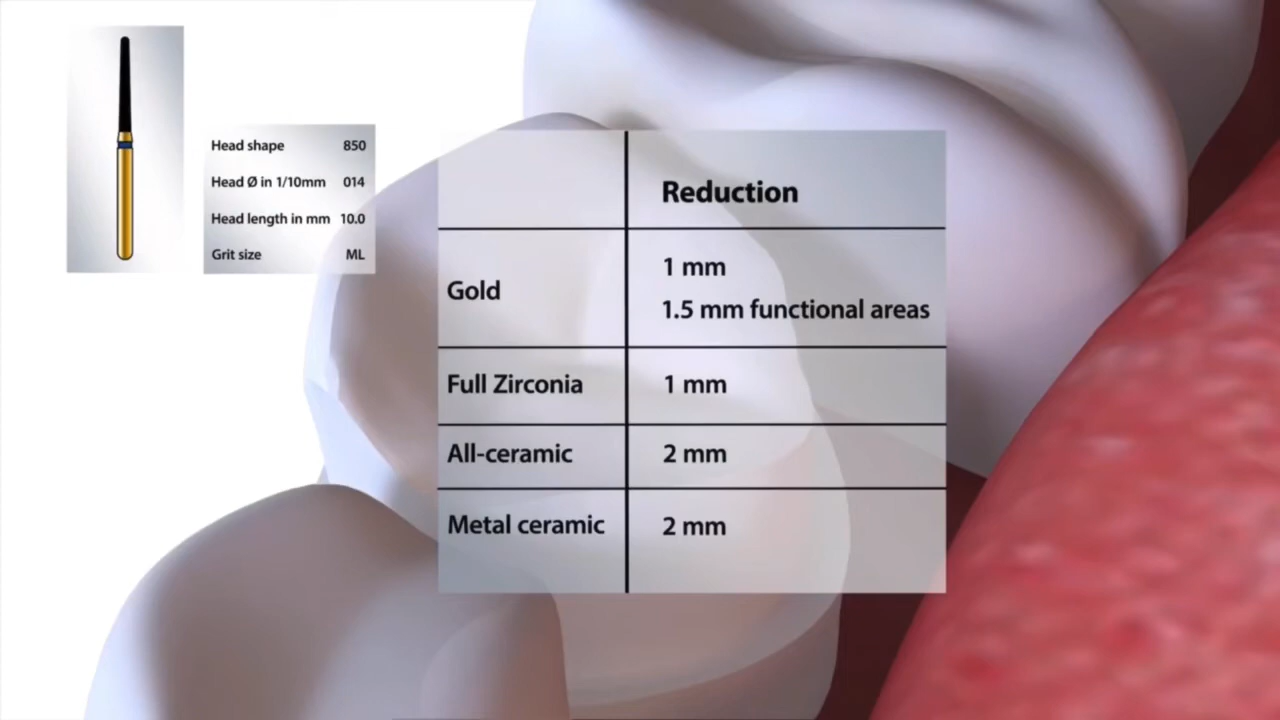 Head shape 850
Head Ø in 1/10mm 014
Head length in mm 10.0
Grit size ML
Reduction
Gold
1 mm
1.5 mm functional areas
Full Zirconia 1 mm
All-ceramic 2 mm
Metal ceramic 2 mm